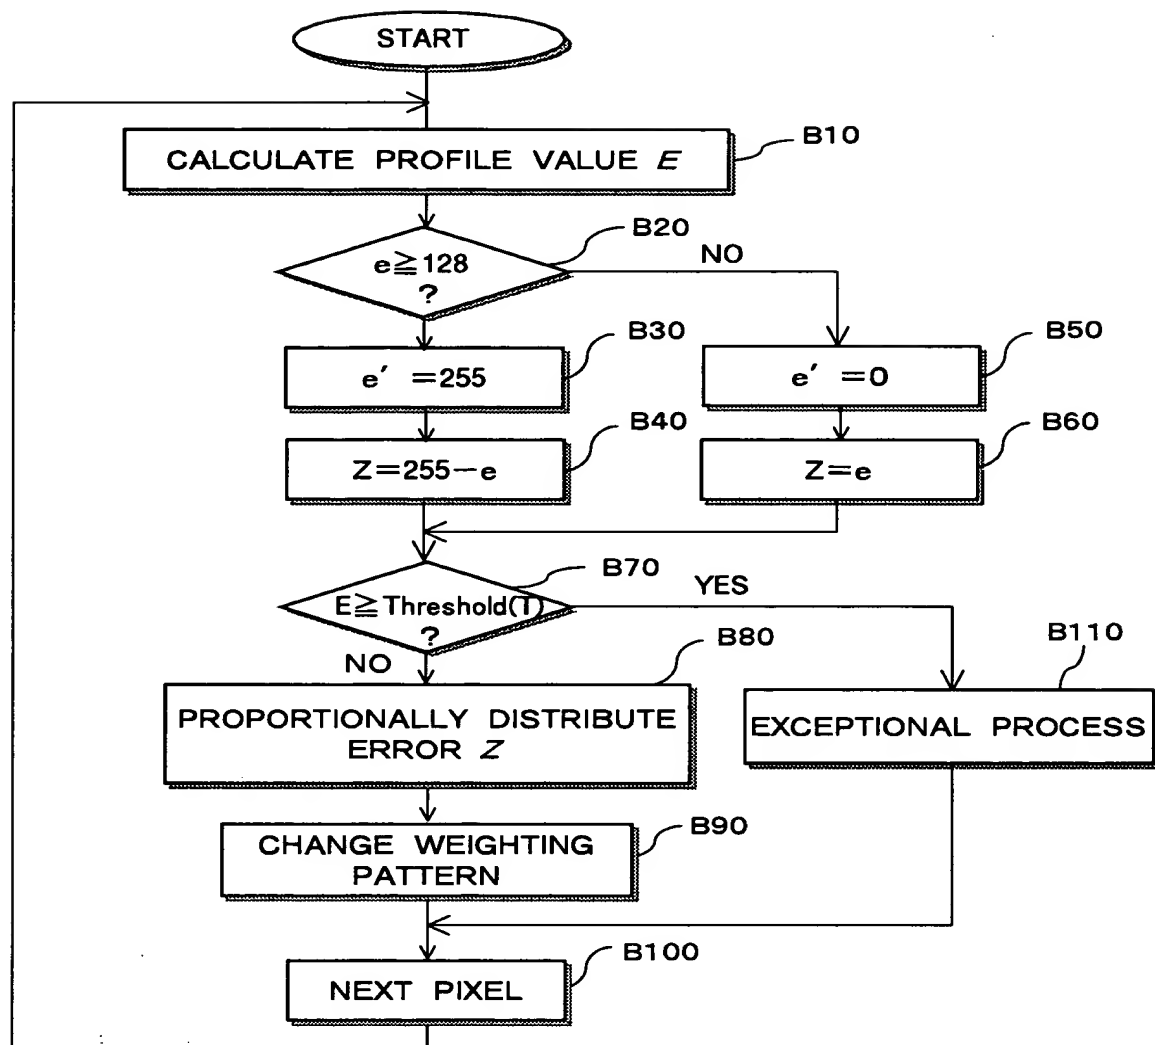 START
CALCULATE PROFILE VALUE E
B10
e≧128
?
B20
NO
e′ =255
B30
e′ =0
B50
Z=255−e
B40
Z=e
B60
E≧Threshold(T)
?
B70
YES
NO
PROPORTIONALLY DISTRIBUTE
ERROR Z
B80
EXCEPTIONAL PROCESS
B110
CHANGE WEIGHTING
PATTERN
B90
NEXT PIXEL
B100